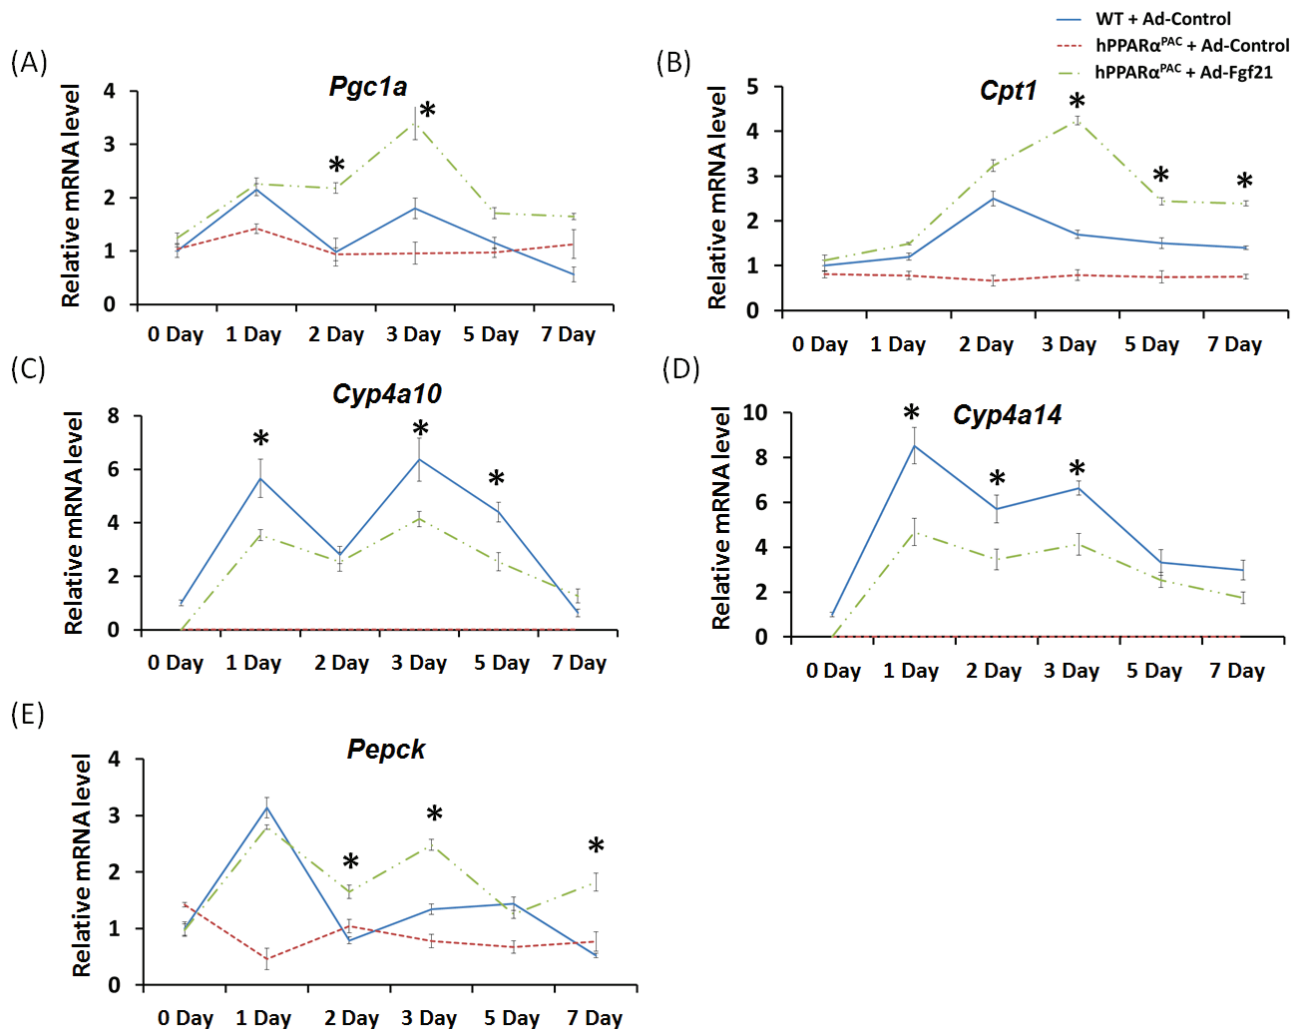 WT + Ad-Control
hPPARα^PAC + Ad-Control
hPPARα^PAC + Ad-Fgf21
(A)
Pgc1a
Relative mRNA level
4
3
2
1
0
* *
0 Day 1 Day 2 Day 3 Day 5 Day 7 Day
(B)
Cpt1
Relative mRNA level
5
4
3
2
1
0
* * *
0 Day 1 Day 2 Day 3 Day 5 Day 7 Day
(C)
Cyp4a10
Relative mRNA level
8
6
4
2
0
* * *
0 Day 1 Day 2 Day 3 Day 5 Day 7 Day
(D)
Cyp4a14
Relative mRNA level
10
8
6
4
2
0
* * *
0 Day 1 Day 2 Day 3 Day 5 Day 7 Day
(E)
Pepck
Relative mRNA level
4
3
2
1
0
* * *
0 Day 1 Day 2 Day 3 Day 5 Day 7 Day